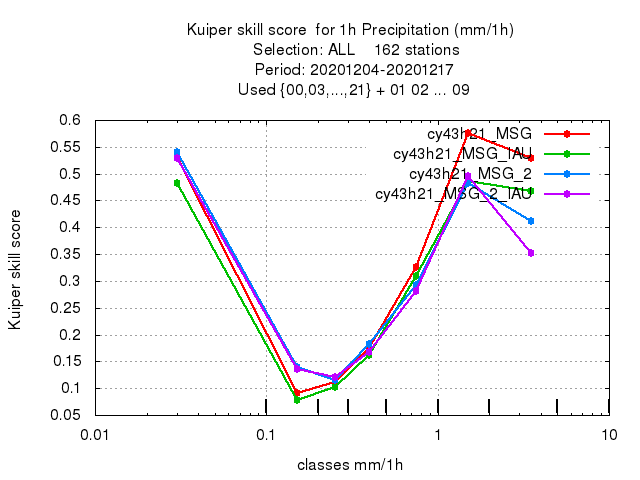 Kuiper skill score  for 1h Precipitation (mm/1h)
Selection: ALL    162 stations
Period: 20201204-20201217
Used {00,03,...,21} + 01 02 ... 09
0.6
0.55
0.5
0.45
0.4
0.35
0.3
0.25
0.2
0.15
0.1
0.05
Kuiper skill score
cy43h21_MSG
cy43h21_MSG_IAU
cy43h21_MSG_2
cy43h21_MSG_2_IAU
0.01
0.1
1
10
classes mm/1h